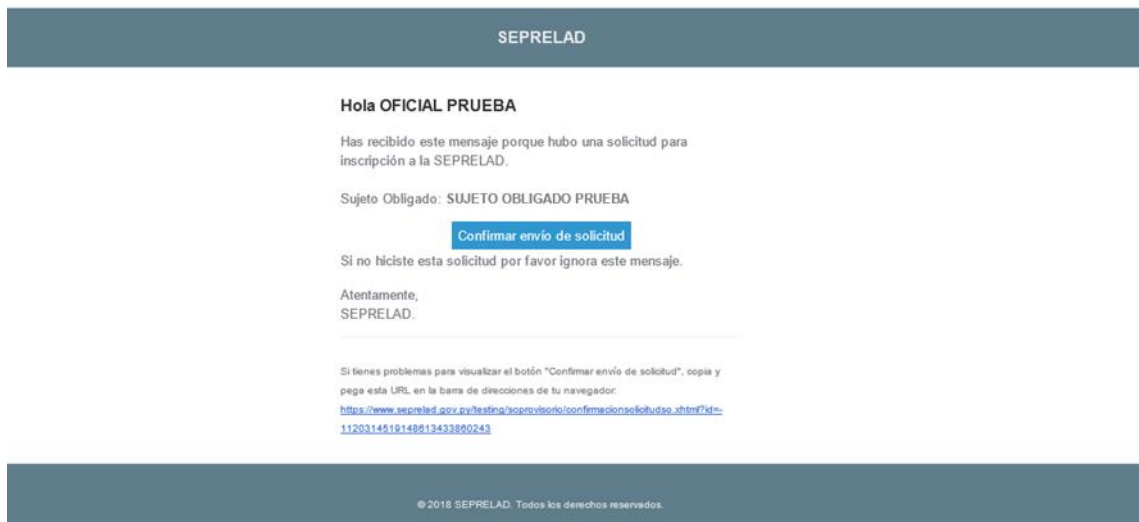 SEPRELAD
Hola OFICIAL PRUEBA
Has recibido este mensaje porque hubo una solicitud para
inscripción a la SEPRELAD.
Sujeto Obligado: SUJETO OBLIGADO PRUEBA
Confirmar envío de solicitud
Si no hiciste esta solicitud por favor ignora este mensaje.
Atentamente,
SEPRELAD.
Si tienes problemas para visualizar el botón "Confirmar envío de solicitud", copia y
pega esta URL en la barra de direcciones de tu navegador:
https://www.seprelad.gov.py/testing/soprovisorio/confirmacionsolicitudso.xhtml?id=-
1120314519148613433860243
© 2018 SEPRELAD. Todos los derechos reservados.